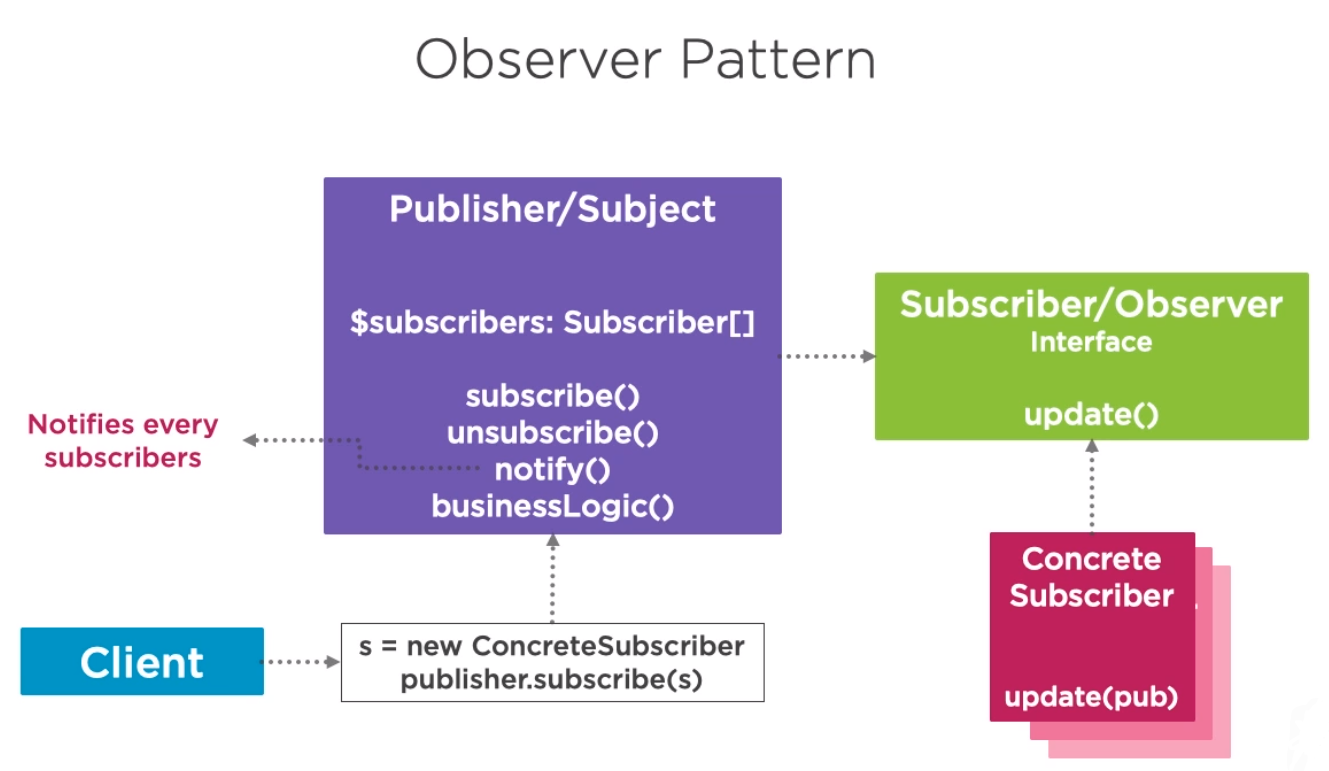 Observer Pattern
Publisher/Subject
$subscribers: Subscriber[]
subscribe()
unsubscribe()
notify()
businessLogic()
Notifies every
subscribers
Subscriber/Observer
Interface
update()
Client
s = new ConcreteSubscriber
publisher.subscribe(s)
Concrete
Subscriber
update(pub)